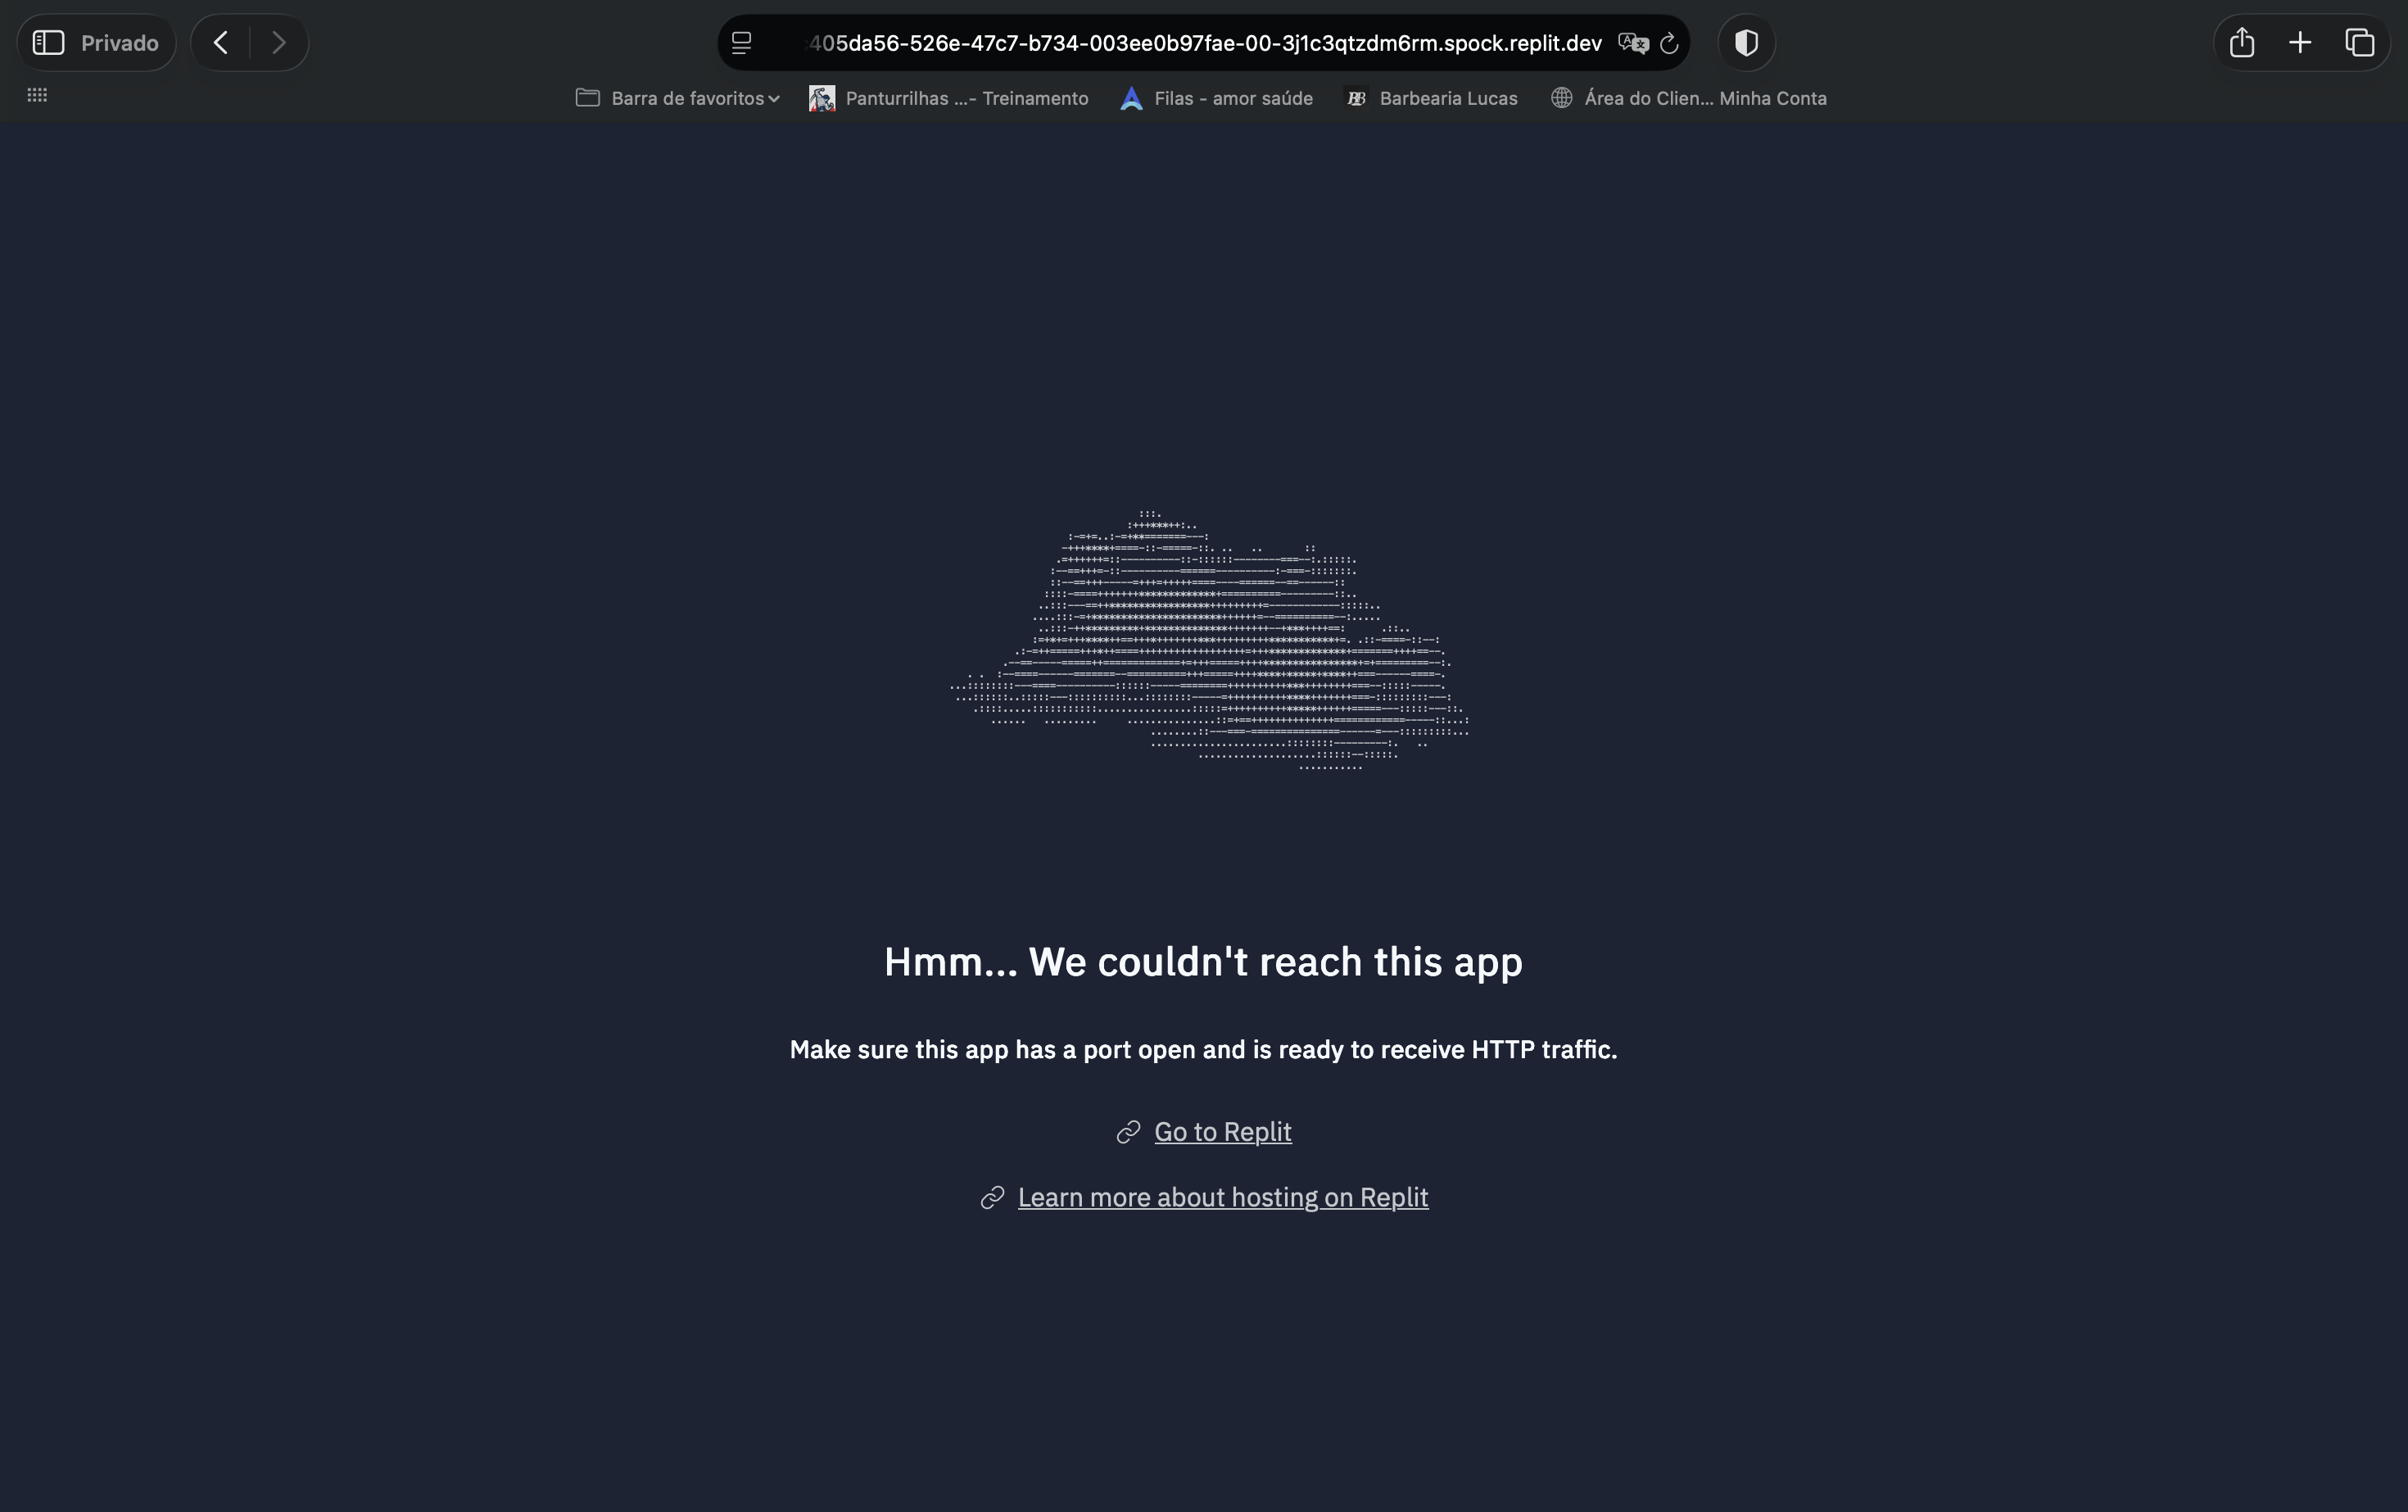 Privado
:405da56-526e-47c7-b734-003ee0b97fae-00-3j1c3qtzdm6rm.spock.replit.dev
Barra de favoritos
Panturrilhas ...- Treinamento
Filas - amor saúde
BB Barbearia Lucas
Área do Clien... Minha Conta
Hmm... We couldn't reach this app
Make sure this app has a port open and is ready to receive HTTP traffic.
Go to Replit
Learn more about hosting on Replit